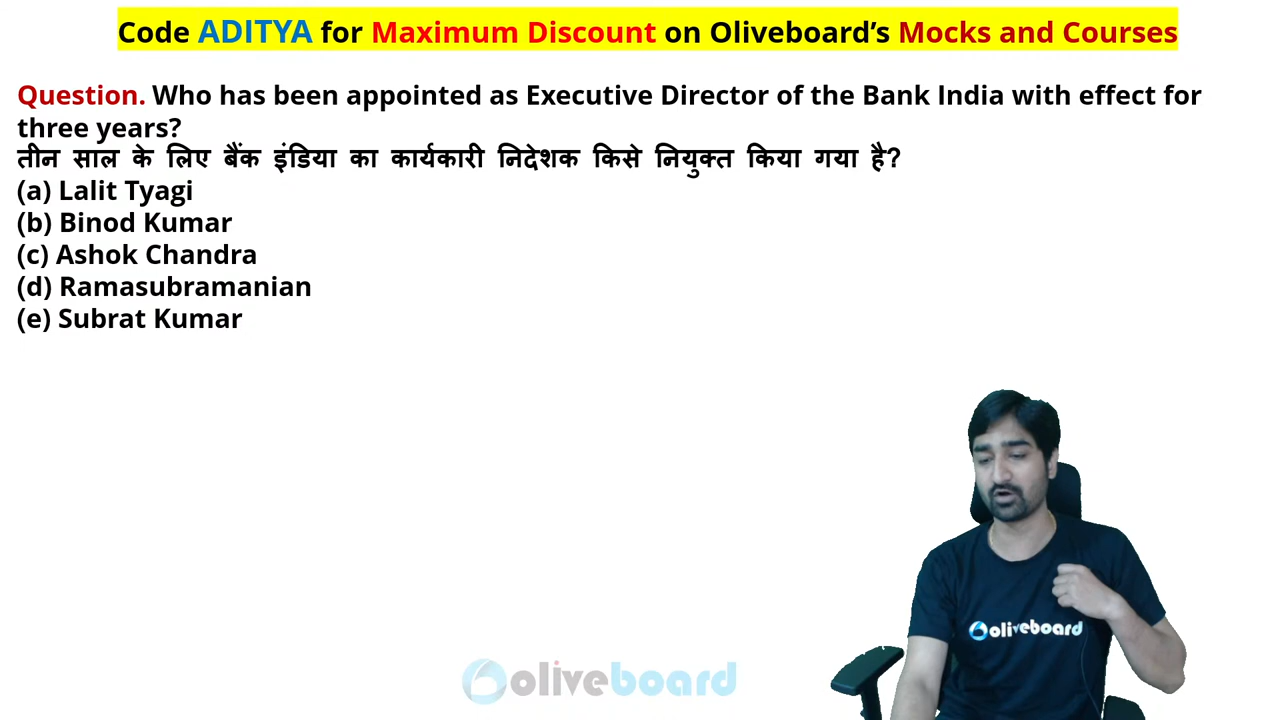 Code ADITYA for Maximum Discount on Oliveboard’s Mocks and Courses
Question. Who has been appointed as Executive Director of the Bank India with effect for
three years?
तीन साल के लिए बैंक इंडिया का कार्यकारी निदेशक किसे नियुक्त किया गया है?
(a) Lalit Tyagi
(b) Binod Kumar
(c) Ashok Chandra
(d) Ramasubramanian
(e) Subrat Kumar
oliveboard
oliveboard